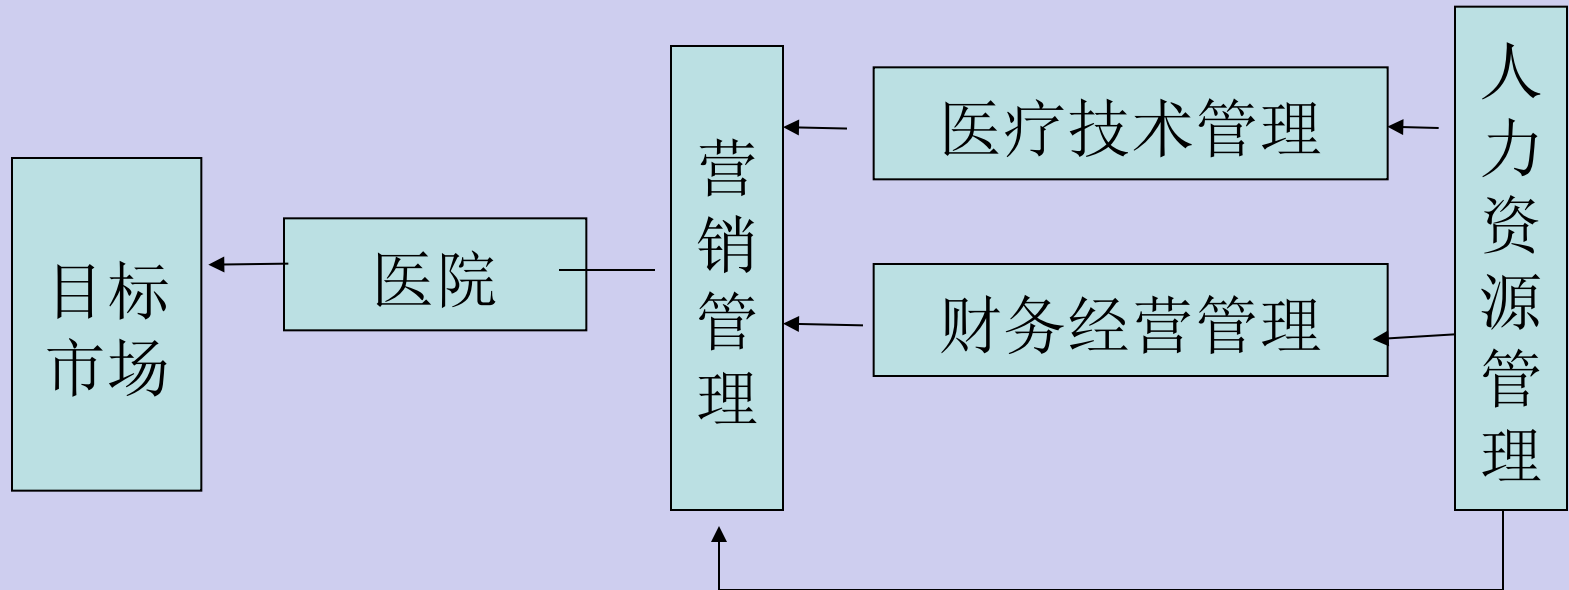 目标
市场
医院
营销管理
医疗技术管理
财务经营管理
人力资源管理